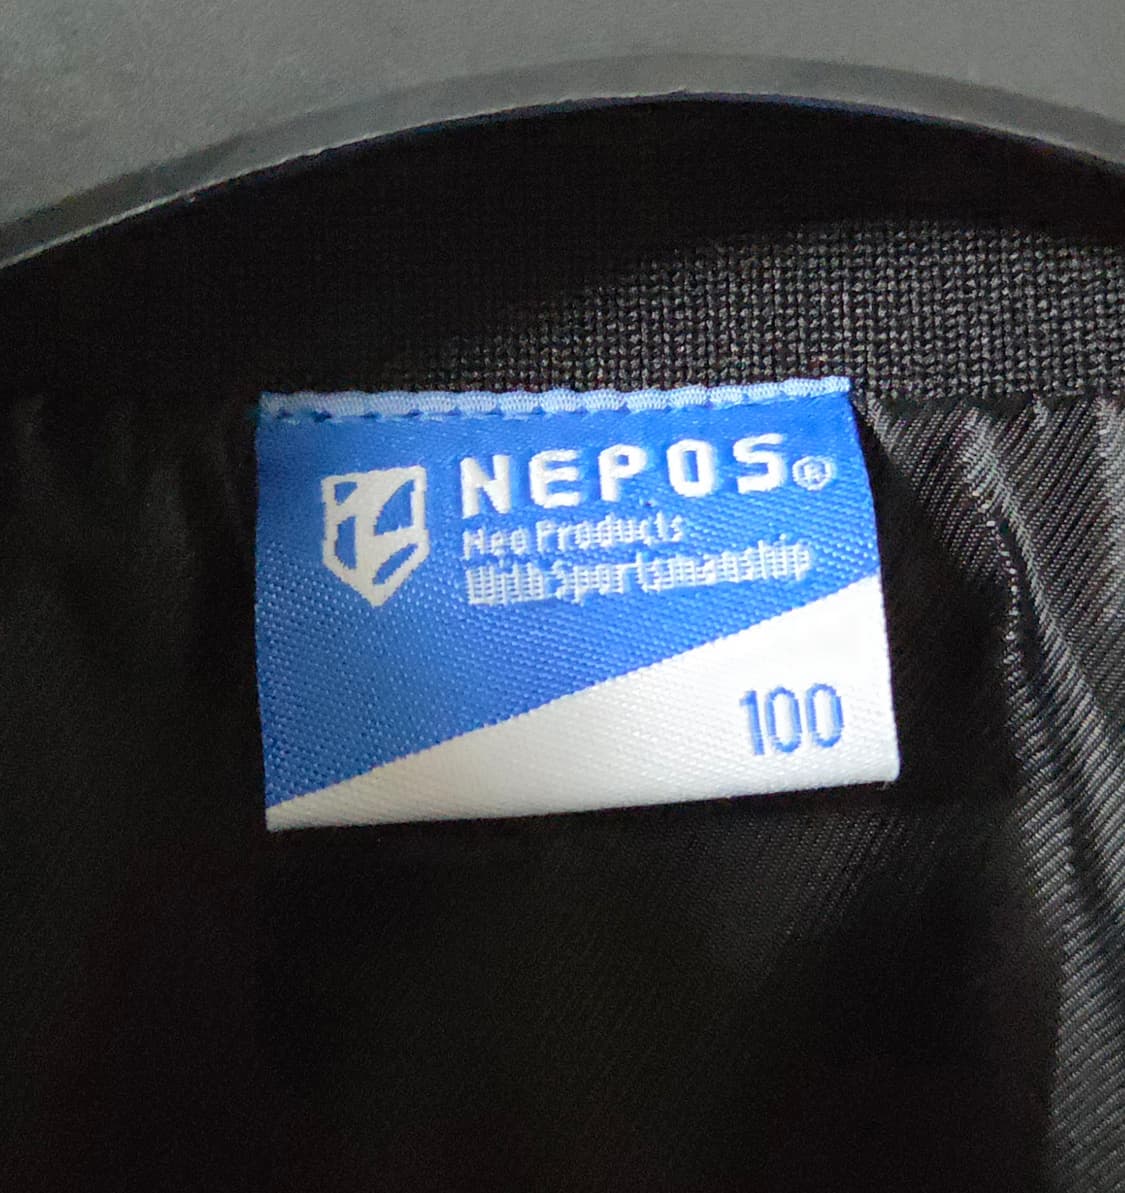 NEPOS®
Neo Products
With Sportsmanship
100